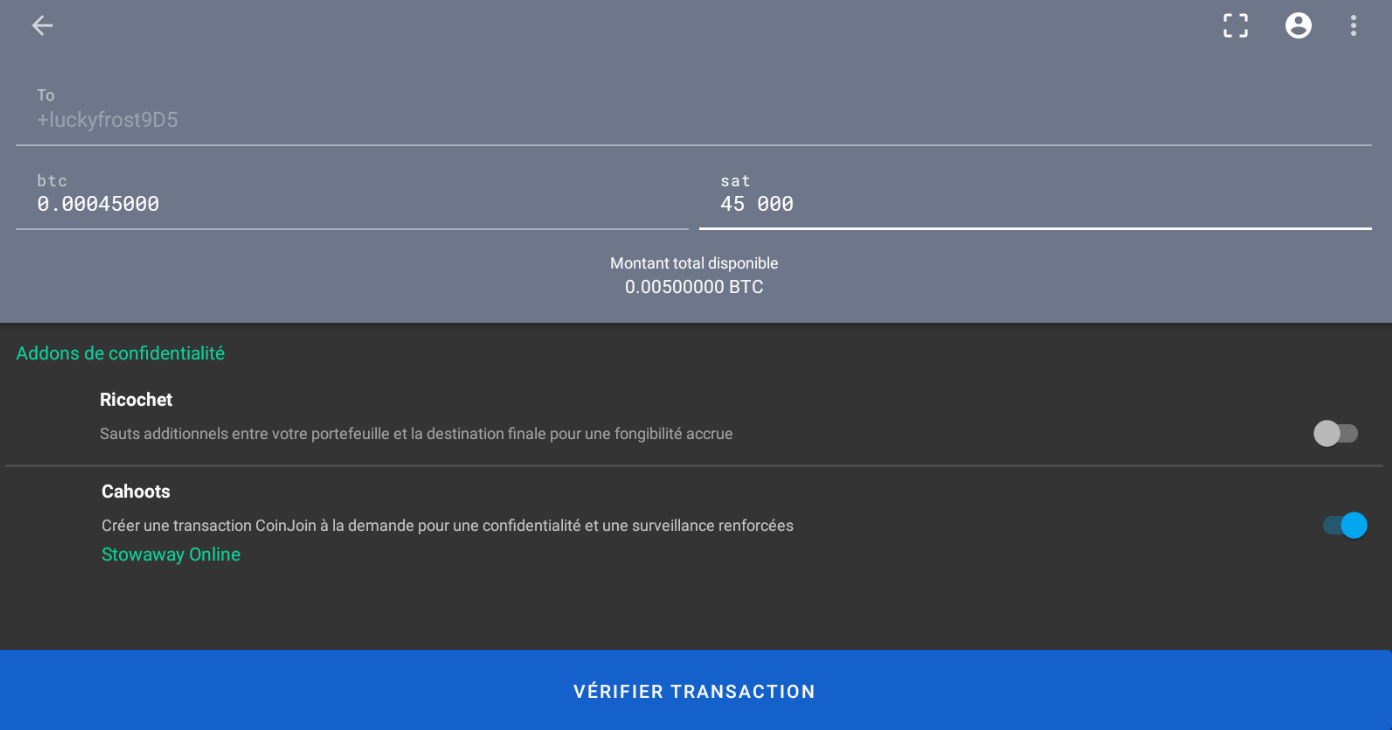 To
+luckyfrost9D5
btc
0.00045000
sat
45 000
Montant total disponible
0.00500000 BTC
Addons de confidentialité
Ricochet
Sauts additionnels entre votre portefeuille et la destination finale pour une fongibilité accrue
Cahoots
Créer une transaction CoinJoin à la demande pour une confidentialité et une surveillance renforcées
Stowaway Online
VÉRIFIER TRANSACTION